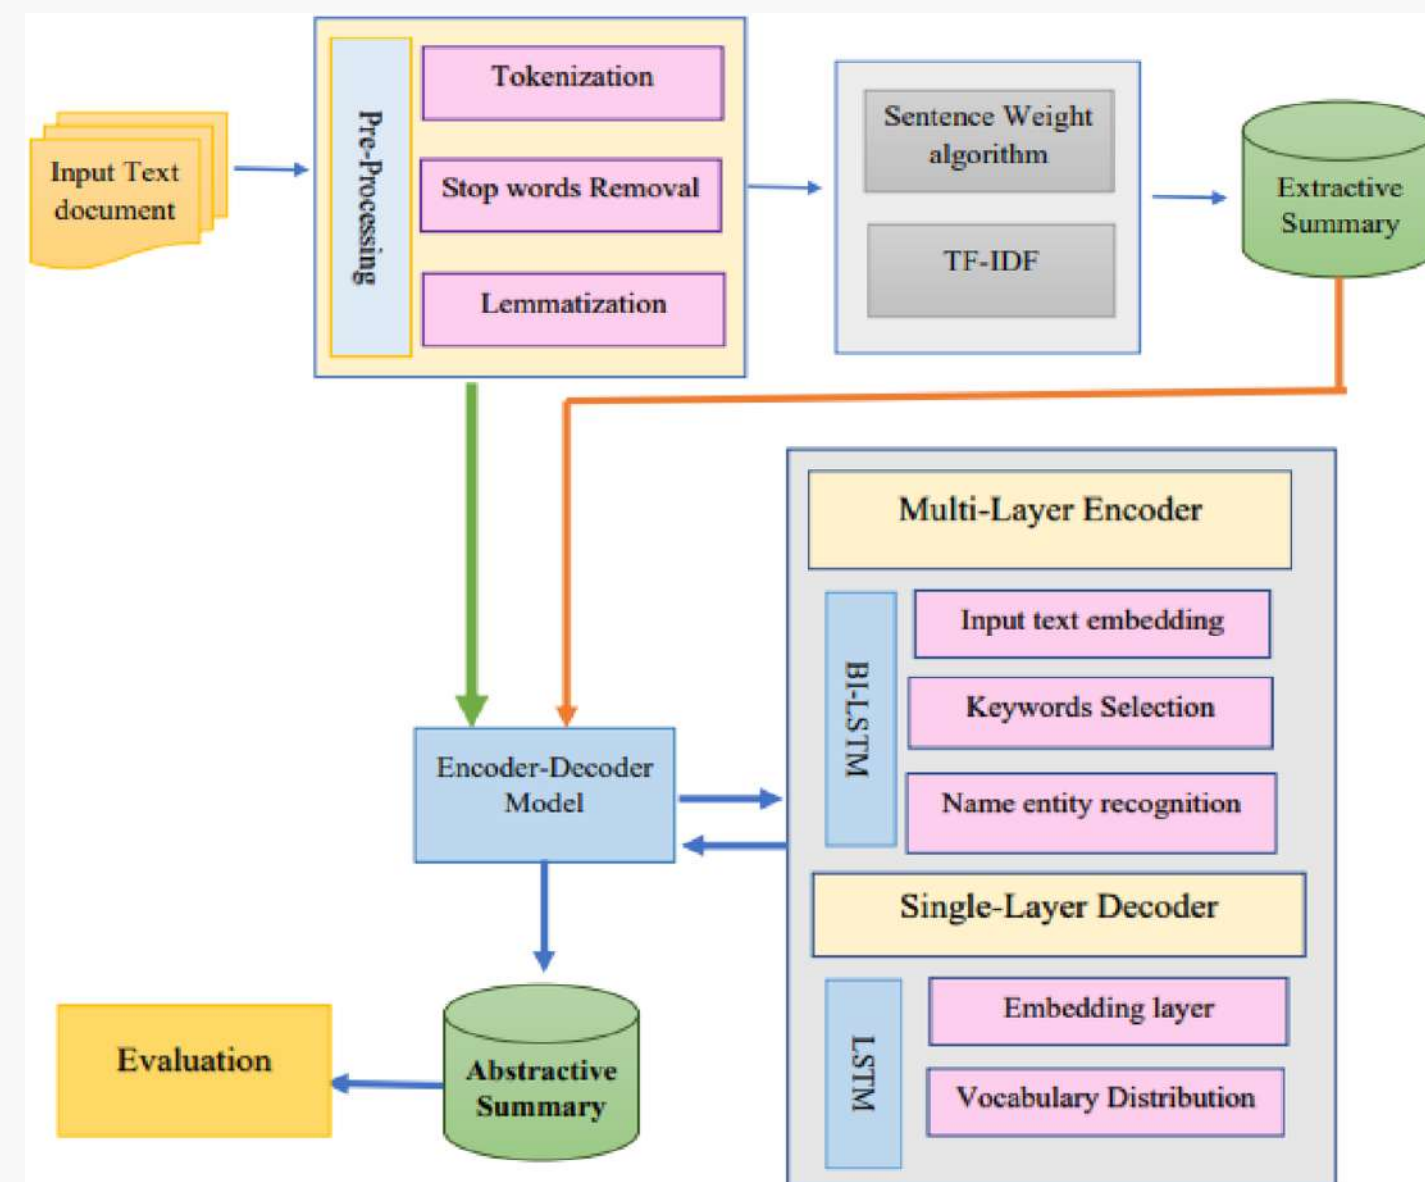 Input Text
document
Pre-Processing
Tokenization
Stop words Removal
Lemmatization
Sentence Weight
algorithm
TF-IDF
Extractive
Summary
Encoder-Decoder
Model
Multi-Layer Encoder
BI-LSTM
Input text embedding
Keywords Selection
Name entity recognition
Single-Layer Decoder
LSTM
Embedding layer
Vocabulary Distribution
Abstractive
Summary
Evaluation